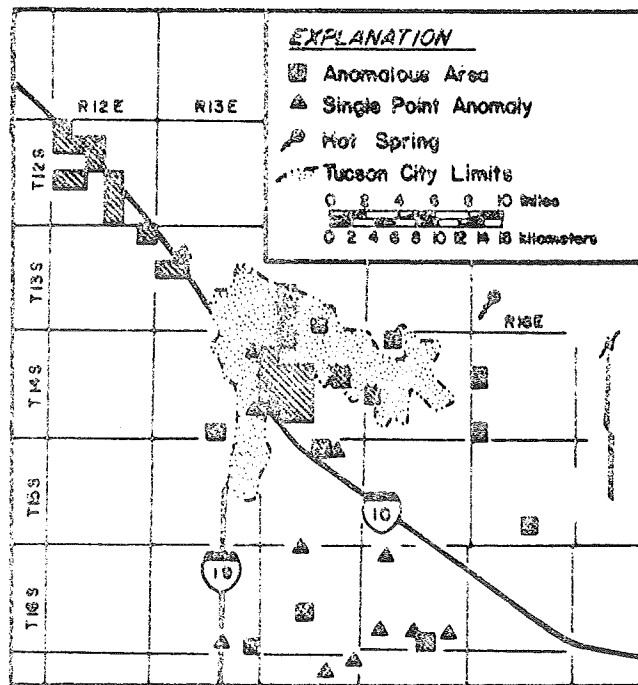 EXPLANATION
Anomalous Area
Single Point Anomaly
Hot Spring
Tucson City Limits
0 2 4 6 8 10 Miles
0 2 4 6 8 10 12 14 16 kilometers
R12E
R13E
R16E
T12S
T13S
T14S
T15S
T16S
10
19
N